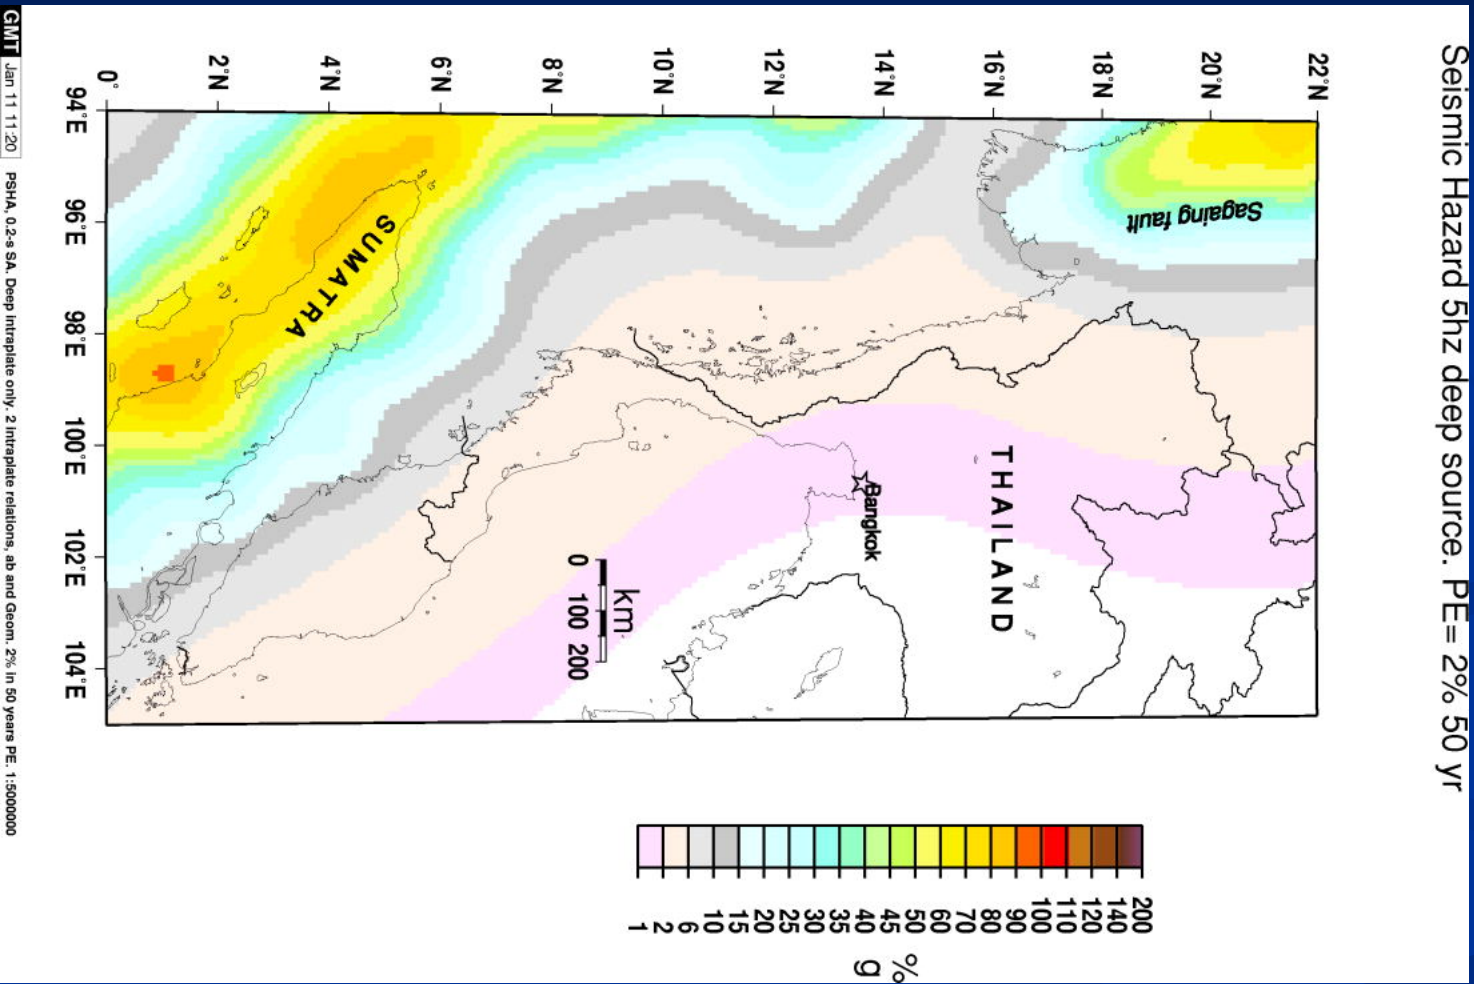 Seismic Hazard 5hz deep source. PE= 2% 50 yr
22°N
20°N
18°N
16°N
14°N
12°N
10°N
8°N
6°N
4°N
2°N
0°
94°E
96°E
98°E
100°E
102°E
104°E
Sagaing fault
SUMATRA
THAILAND
Bangkok
km
0 100 200
1 2 6 10 15 20 25 30 35 40 45 50 60 70 80 90 100 110 120 140 200
% g
GMT Jan 11 11:20 PSHA, 0.2-s SA. Deep intraplate only. 2 intraplate relations, ab and Geom. 2% in 50 years PE. 1:5000000